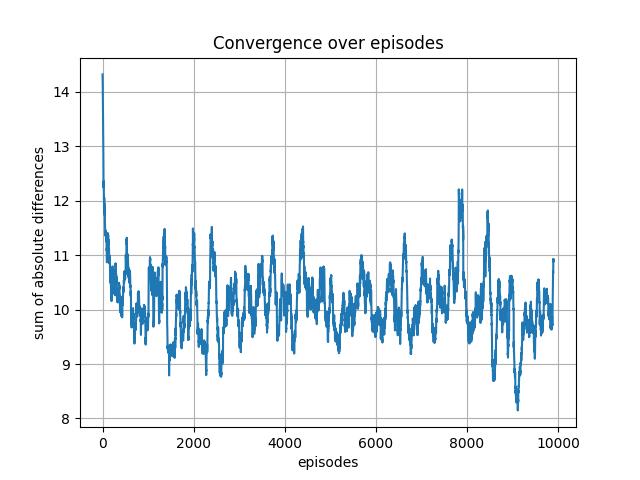 Convergence over episodes
sum of absolute differences
14
13
12
11
10
9
8
0 2000 4000 6000 8000 10000
episodes